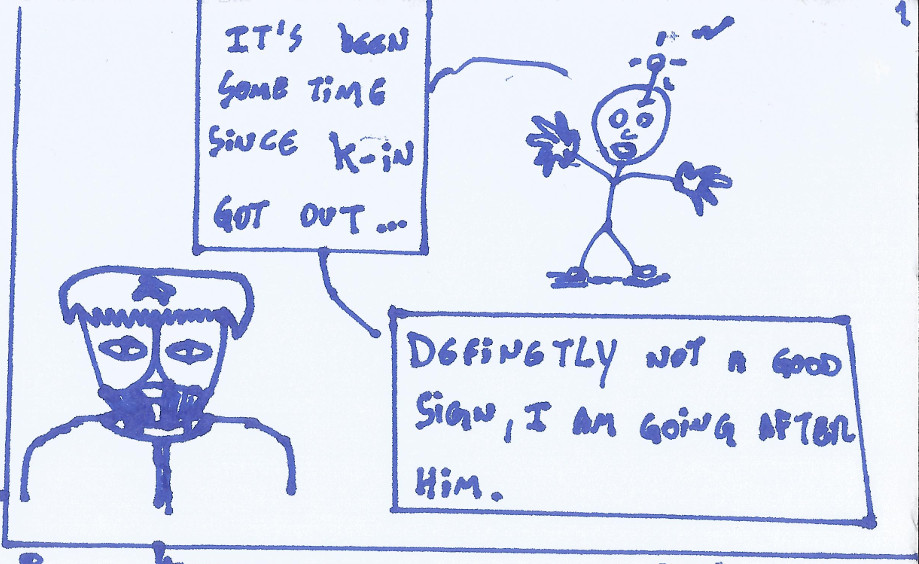 1
IT'S been
SOME TiME
SiNCE K-iN
GOT OUT...
DEFiNETLY NOT A GOOD
SiGN, I AM GOiNG AFTER
HiM.